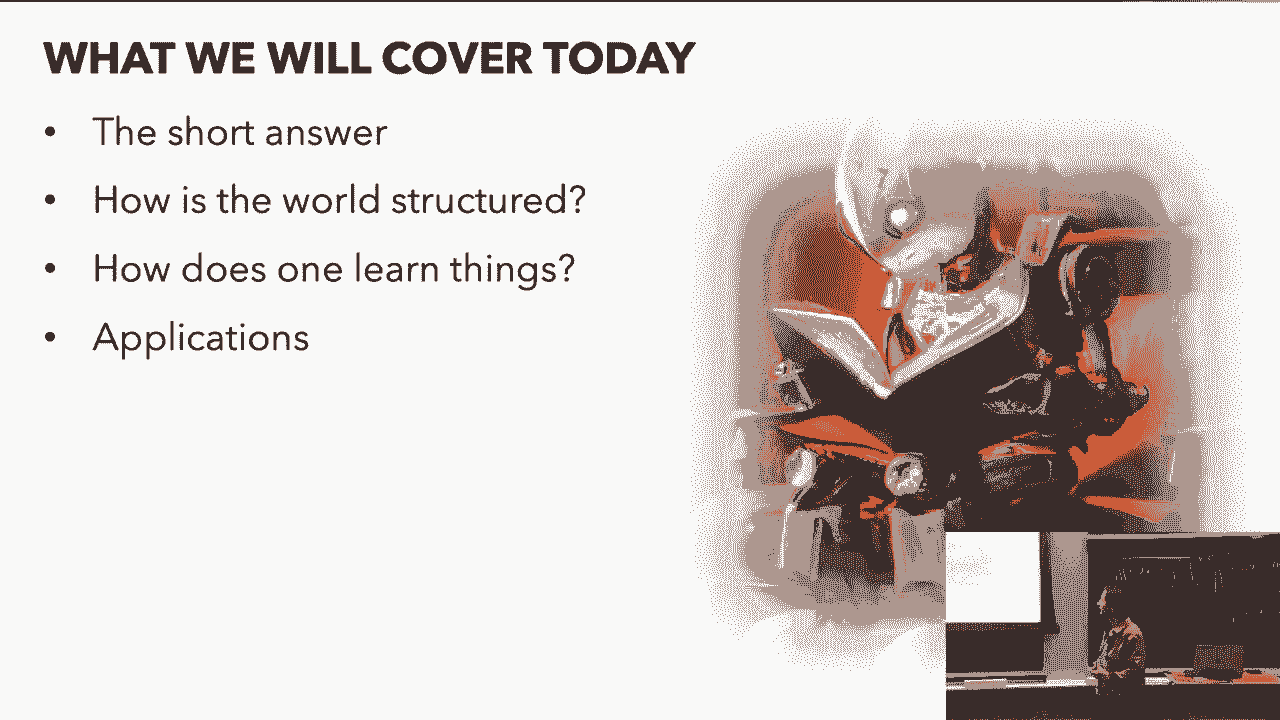 WHAT WE WILL COVER TODAY
• The short answer
• How is the world structured?
• How does one learn things?
• Applications